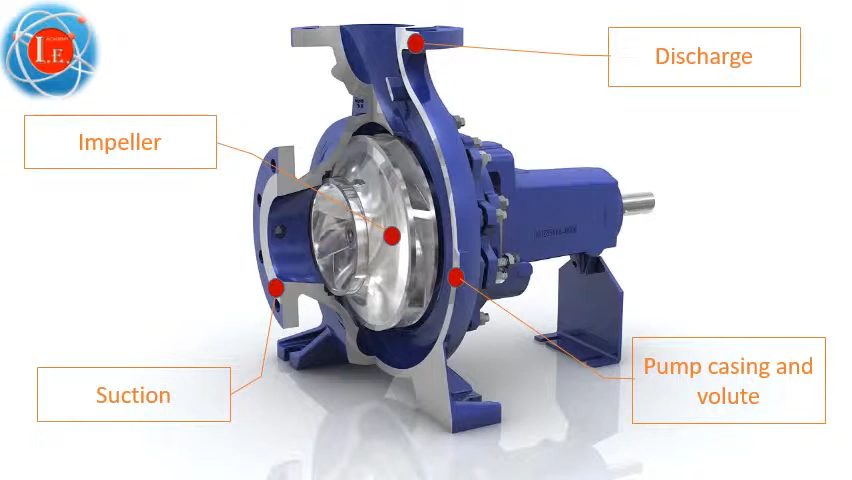 I.E.
Discharge
Impeller
Suction
Pump casing and
volute